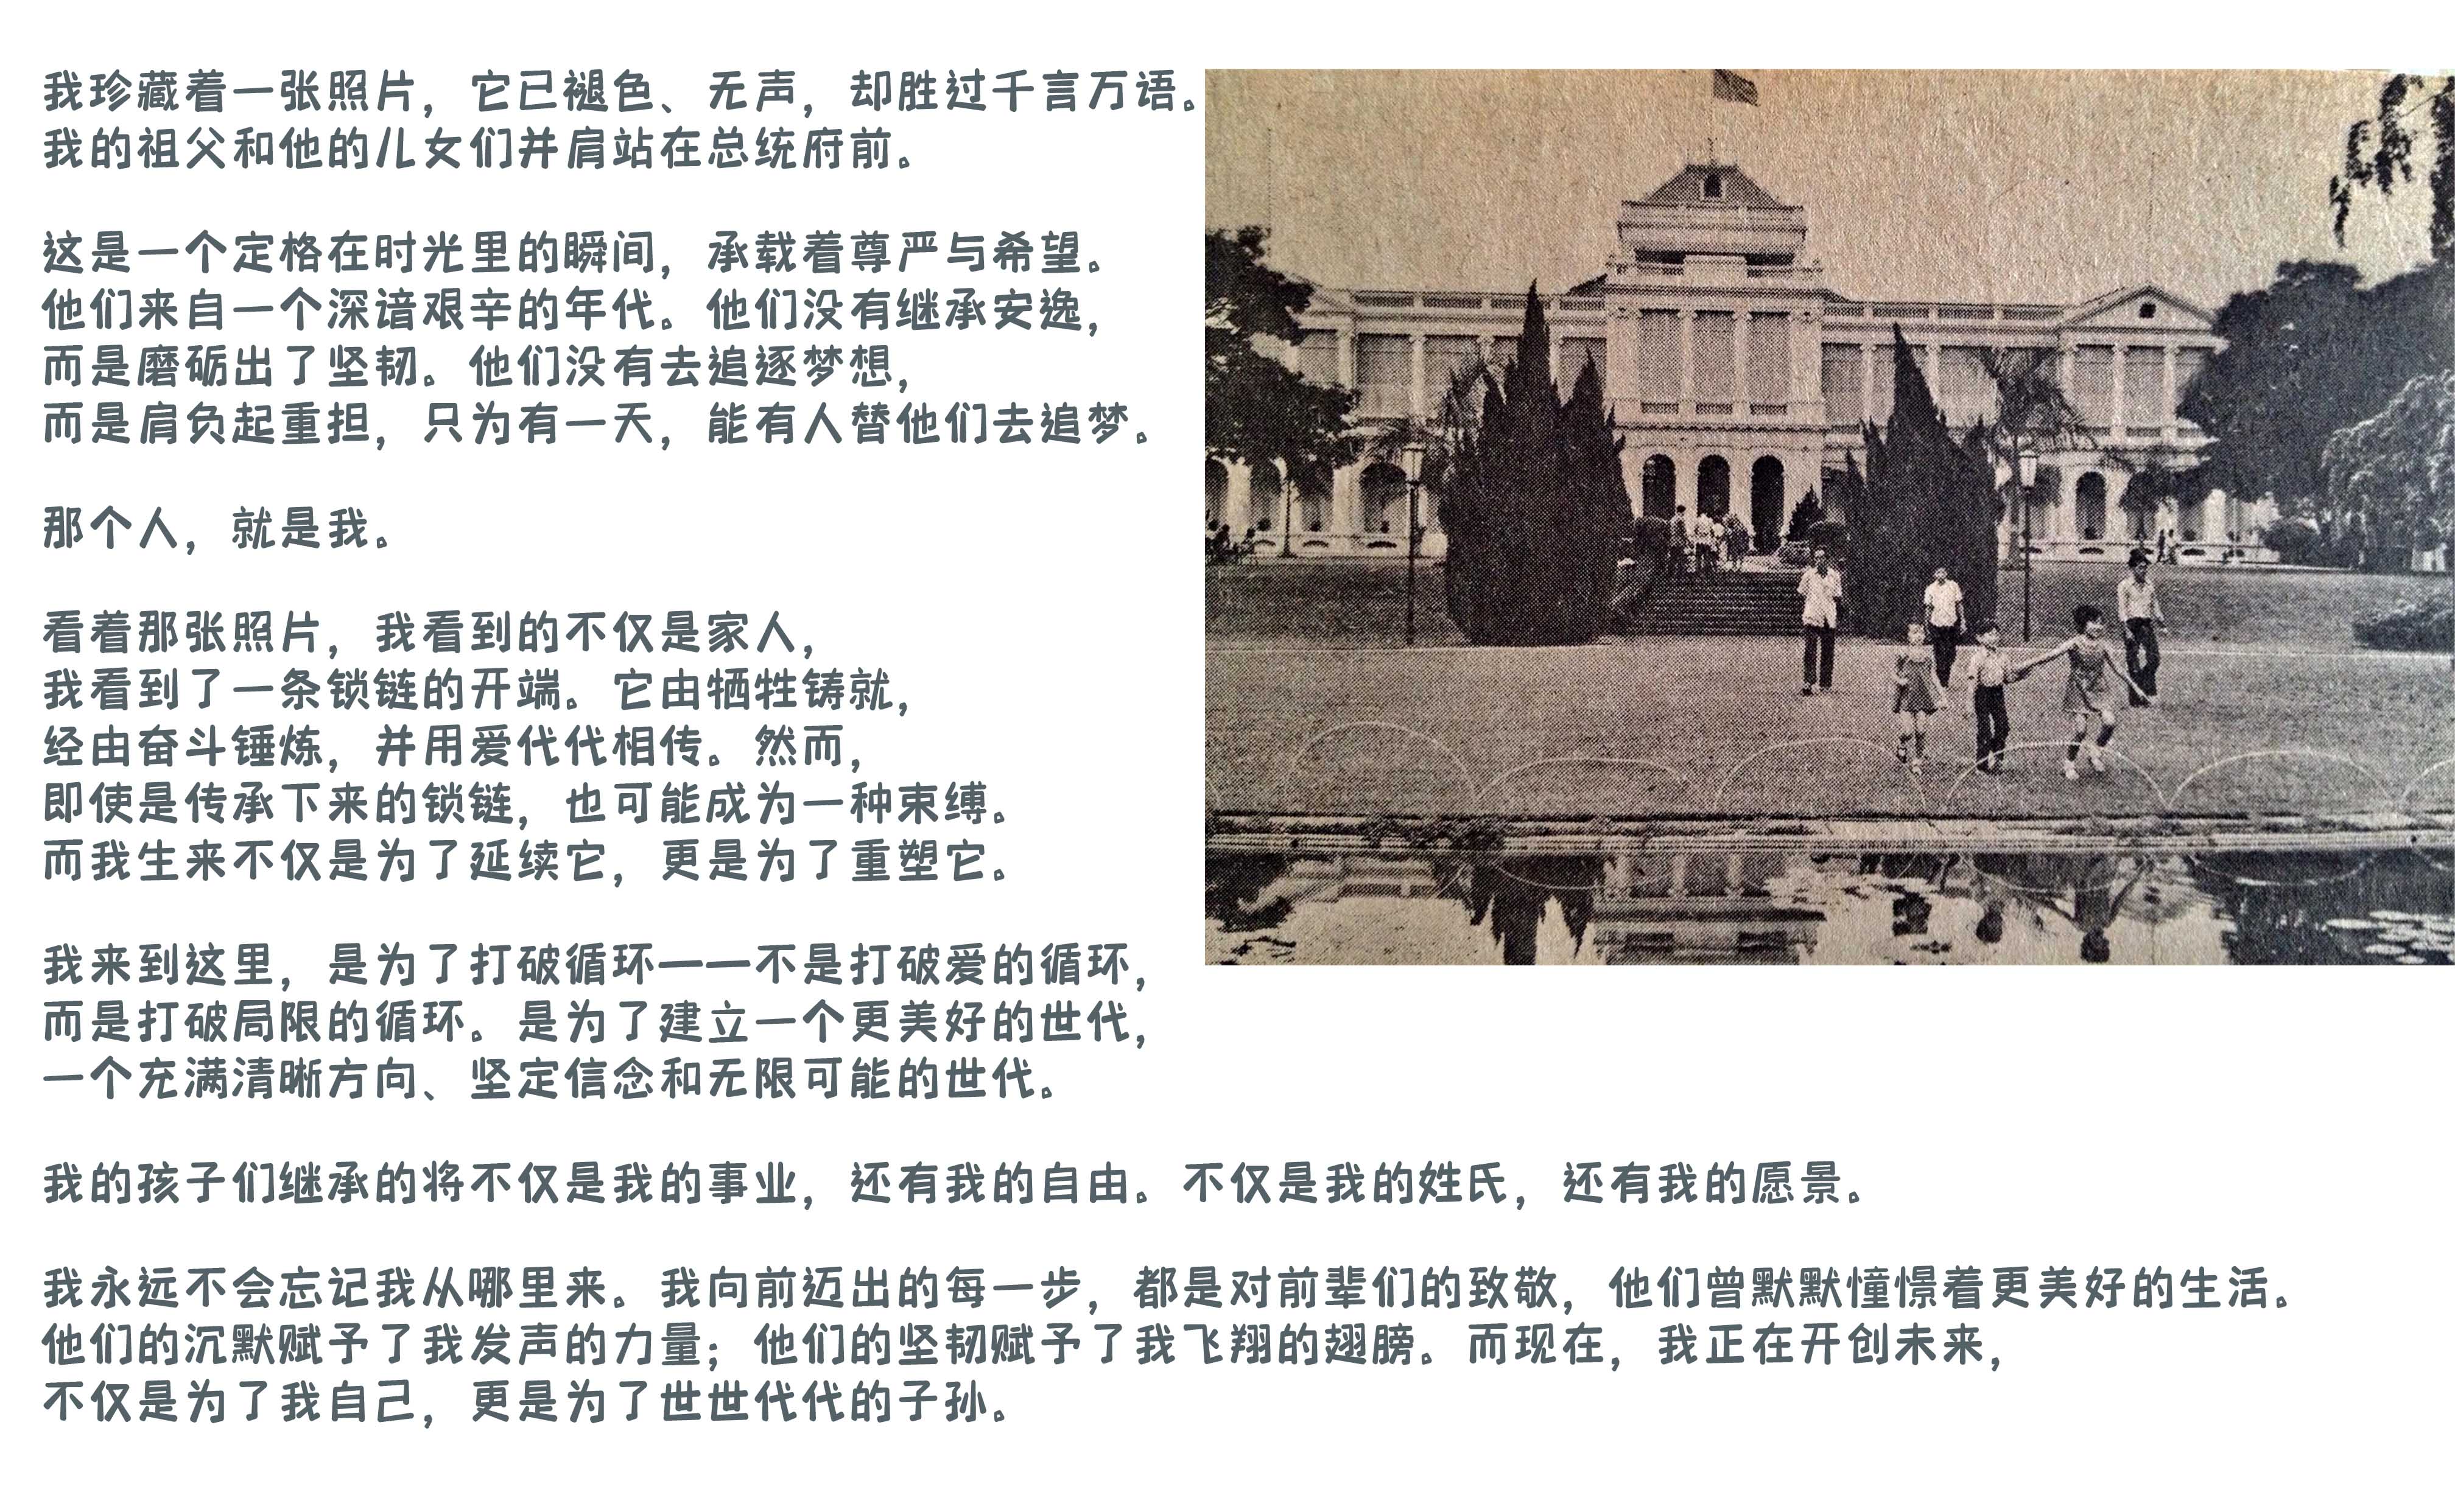 我珍藏着一张照片，它已褪色、无声，却胜过千言万语。
我的祖父和他的儿女们并肩站在总统府前。
这是一个定格在时光里的瞬间，承载着尊严与希望。
他们来自一个深谙艰辛的年代。他们没有继承安逸，
而是磨砺出了坚韧。他们没有去追逐梦想，
而是肩负起重担，只为有一天，能有人替他们去追梦。
那个人，就是我。
看着那张照片，我看到的不仅是家人，
我看到了一条锁链的开端。它由牺牲铸就，
经由奋斗锤炼，并用爱代代相传。然而，
即使是传承下来的锁链，也可能成为一种束缚。
而我生来不仅是为了延续它，更是为了重塑它。
我来到这里，是为了打破循环——不是打破爱的循环，
而是打破局限的循环。是为了建立一个更美好的世代，
一个充满清晰方向、坚定信念和无限可能的世代。
我的孩子们继承的将不仅是我的事业，还有我的自由。不仅是我的姓氏，还有我的愿景。
我永远不会忘记我从哪里来。我向前迈出的每一步，都是对前辈们的致敬，他们曾默默憧憬着更美好的生活。
他们的沉默赋予了我发声的力量；他们的坚韧赋予了我飞翔的翅膀。而现在，我正在开创未来，
不仅是为了我自己，更是为了世世代代的子孙。